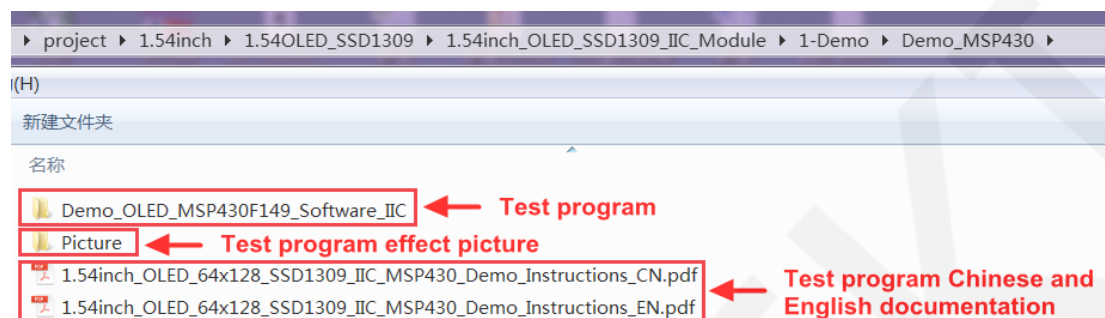 project ▸ 1.54inch ▸ 1.54OLED_SSD1309 ▸ 1.54inch_OLED_SSD1309_IIC_Module ▸ 1-Demo ▸ Demo_MSP430 ▸
(H)
新建文件夹
名称
Demo_OLED_MSP430F149_Software_IIC Test program
Picture Test program effect picture
1.54inch_OLED_64x128_SSD1309_IIC_MSP430_Demo_Instructions_CN.pdf Test program Chinese and
1.54inch_OLED_64x128_SSD1309_IIC_MSP430_Demo_Instructions_EN.pdf English documentation